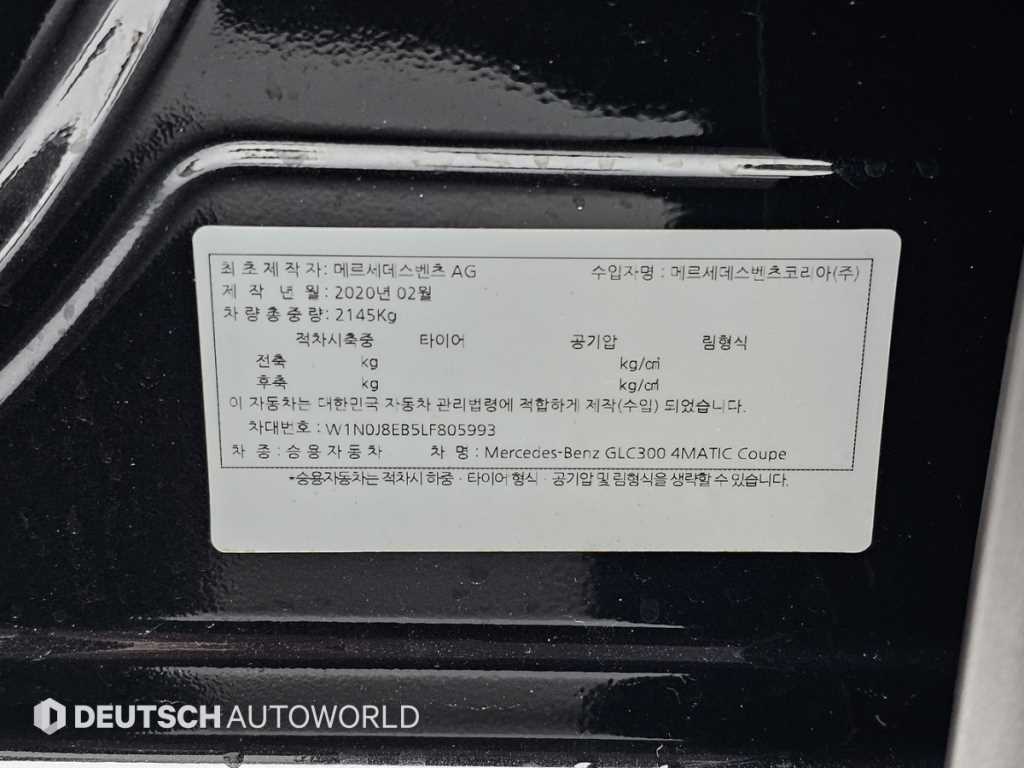 최초제작자: 메르세데스벤츠 AG 수입자명 : 메르세데스벤츠코리아(주)
제 작 년 월 : 2020년 02월
차 량 총 중 량 : 2145Kg
적차시축중 타이어 공기압 림형식
전축 kg kg/㎠
후축 kg kg/㎠
이 자동차는 대한민국 자동차 관리법령에 적합하게 제작(수입) 되었습니다.
차대번호 : W1N0J8EB5LF805993
차 종 : 승용자동차 차 명 : Mercedes-Benz GLC300 4MATIC Coupe
*승용자동차는 적차시 하중 · 타이어 형식 · 공기압 및 림형식을 생략할 수 있습니다.
DEUTSCH AUTOWORLD